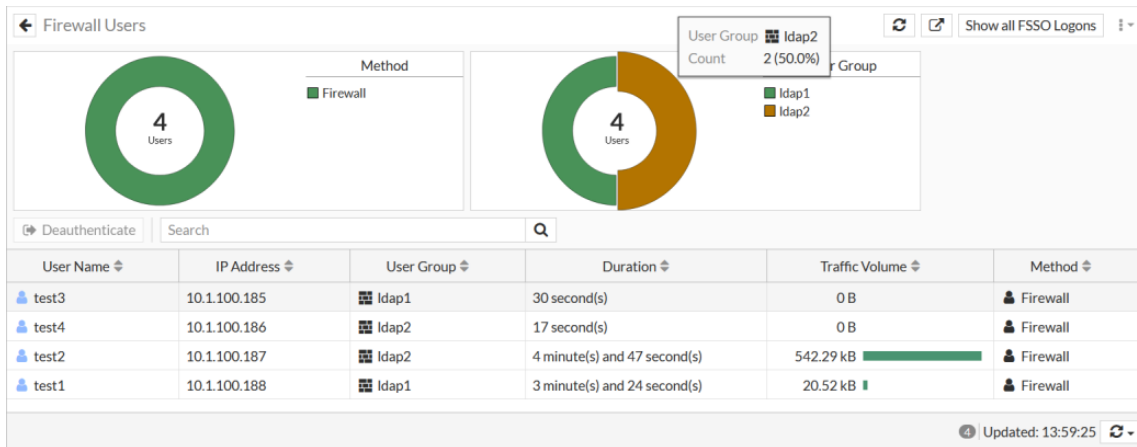 Firewall Users
Show all FSSO Logons
User Group ldap2
Count 2 (50.0%)
Method
Firewall
4
Users
r Group
ldap1
ldap2
4
Users
Deauthenticate Search
User Name IP Address User Group Duration Traffic Volume Method
test3 10.1.100.185 ldap1 30 second(s) 0 B Firewall
test4 10.1.100.186 ldap2 17 second(s) 0 B Firewall
test2 10.1.100.187 ldap2 4 minute(s) and 47 second(s) 542.29 kB Firewall
test1 10.1.100.188 ldap1 3 minute(s) and 24 second(s) 20.52 kB Firewall
4 Updated: 13:59:25